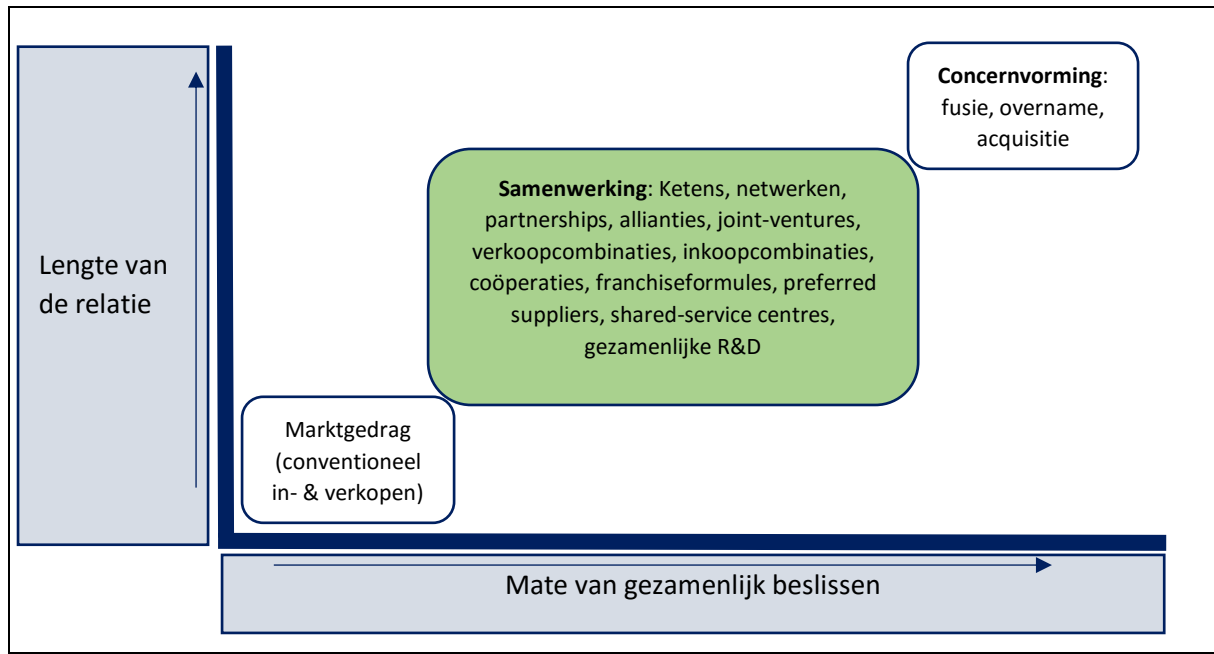 Concernvorming:
fusie, overname,
acquisitie
Samenwerking: Ketens, netwerken,
partnerships, allianties, joint-ventures,
verkoopcombinaties, inkoopcombinaties,
coöperaties, franchiseformules, preferred
suppliers, shared-service centres,
gezamenlijke R&D
Lengte van
de relatie
Marktgedrag
(conventioneel
in- & verkopen)
Mate van gezamenlijk beslissen